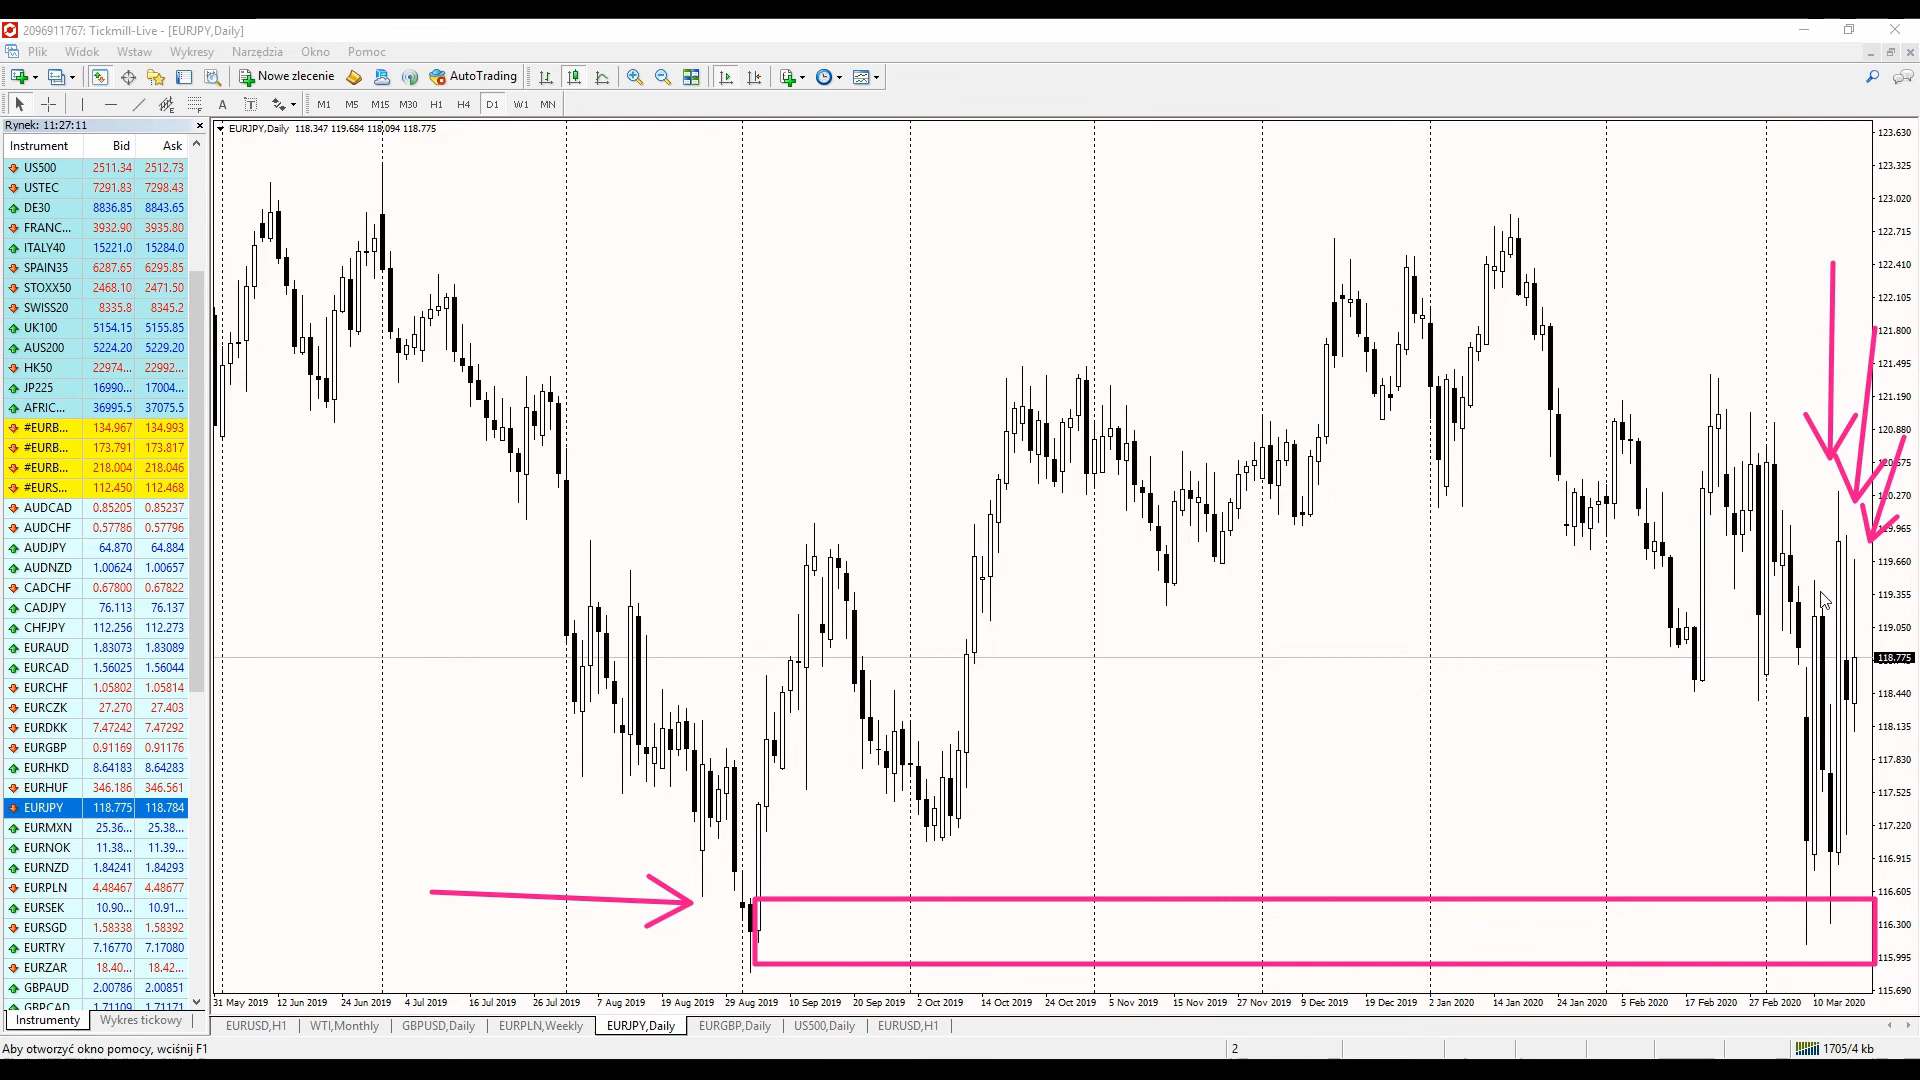 2096911767: Tickmill-Live - [EURJPY,Daily]
Plik Widok Wstaw Wykresy Narzędzia Okno Pomoc
Nowe zlecenie AutoTrading
A T M1 M5 M15 M30 H1 H4 D1 W1 MN
Rynek: 11:27:11
Instrument Bid Ask
US500 2511.34 2512.73
USTEC 7291.83 7298.43
DE30 8836.85 8843.65
FRANC... 3932.90 3935.80
ITALY40 15221.0 15284.0
SPAIN35 6287.65 6295.85
STOXX50 2468.10 2471.50
SWISS20 8335.8 8345.2
UK100 5154.15 5155.85
AUS200 5224.20 5229.20
HK50 22974... 22992...
JP225 16990... 17004...
AFRIC... 36995.5 37075.5
#EURB... 134.967 134.993
#EURB... 173.791 173.817
#EURB... 218.004 218.046
#EURS... 112.450 112.468
AUDCAD 0.85205 0.85237
AUDCHF 0.57786 0.57796
AUDJPY 64.870 64.884
AUDNZD 1.00624 1.00657
CADCHF 0.67800 0.67822
CADJPY 76.113 76.137
CHFJPY 112.256 112.273
EURAUD 1.83073 1.83089
EURCAD 1.56025 1.56044
EURCHF 1.05802 1.05814
EURCZK 27.270 27.403
EURDKK 7.47242 7.47292
EURGBP 0.91169 0.91176
EURHKD 8.64183 8.64283
EURHUF 346.186 346.561
EURJPY 118.775 118.784
EURMXN 25.36... 25.38...
EURNOK 11.38... 11.39...
EURNZD 1.84241 1.84293
EURPLN 4.48467 4.48677
EURSEK 10.90... 10.91...
EURSGD 1.58338 1.58392
EURTRY 7.16770 7.17080
EURZAR 18.40... 18.42...
GBPAUD 2.00786 2.00851
GBPCAD 1.71109 1.71171
Instrumenty Wykres tickowy
EURJPY,Daily 118.347 119.684 118.094 118.775
123.630
123.325
123.020
122.715
122.410
122.105
121.800
121.495
121.190
120.880
120.270
119.660
119.355
119.050
118.775
118.440
118.135
117.830
117.525
117.220
116.915
116.605
116.300
115.995
115.690
31 May 2019 12 Jun 2019 24 Jun 2019 4 Jul 2019 16 Jul 2019 26 Jul 2019 7 Aug 2019 19 Aug 2019 29 Aug 2019 10 Sep 2019 20 Sep 2019 2 Oct 2019 14 Oct 2019 24 Oct 2019 5 Nov 2019 15 Nov 2019 27 Nov 2019 9 Dec 2019 19 Dec 2019 2 Jan 2020 14 Jan 2020 24 Jan 2020 5 Feb 2020 17 Feb 2020 27 Feb 2020 10 Mar 2020
EURUSD,H1 WTI,Monthly GBPUSD,Daily EURPLN,Weekly EURJPY,Daily EURGBP,Daily US500,Daily EURUSD,H1
Aby otworzyć okno pomocy, wciśnij F1 2 1705/4 kb